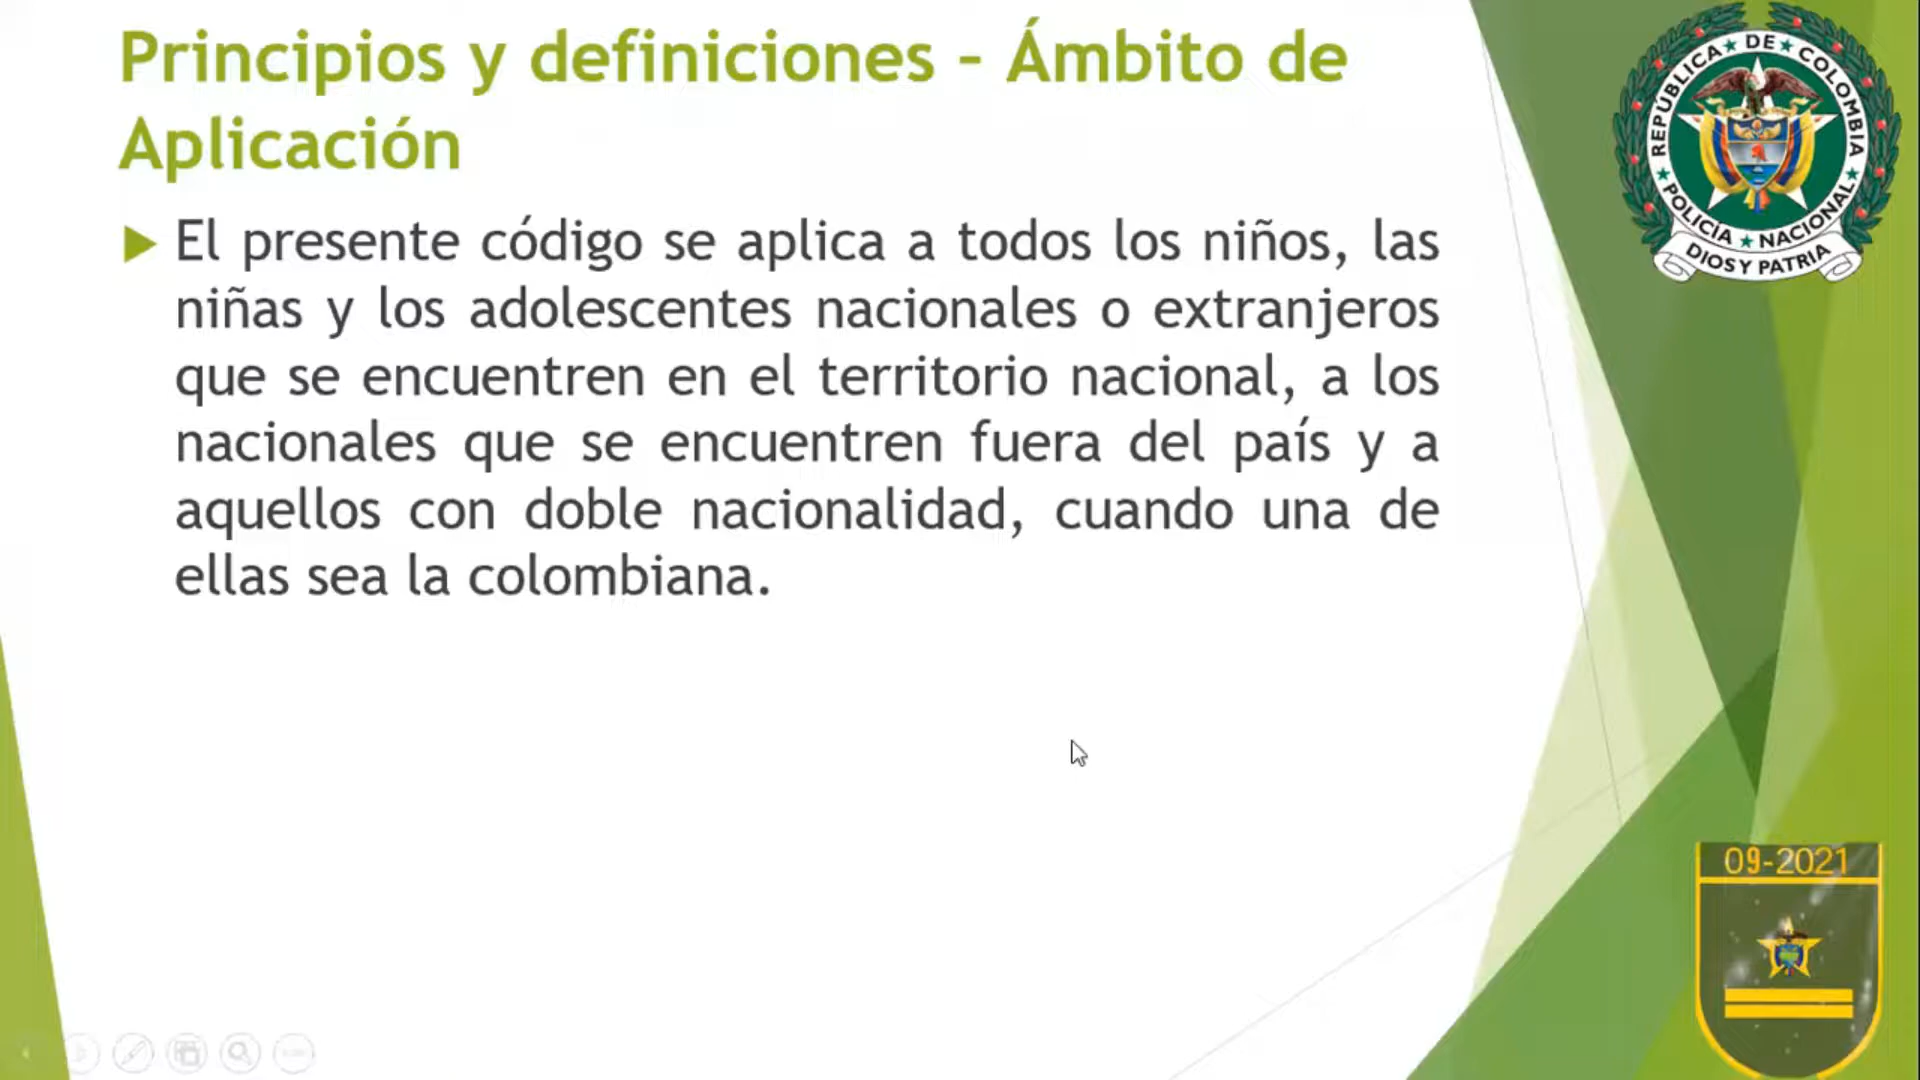 Principios y definiciones – Ámbito de
Aplicación
El presente código se aplica a todos los niños, las
niñas y los adolescentes nacionales o extranjeros
que se encuentren en el territorio nacional, a los
nacionales que se encuentren fuera del país y a
aquellos con doble nacionalidad, cuando una de
ellas sea la colombiana.
REPÚBLICA DE COLOMBIA
POLICÍA NACIONAL
DIOS Y PATRIA
09-2021